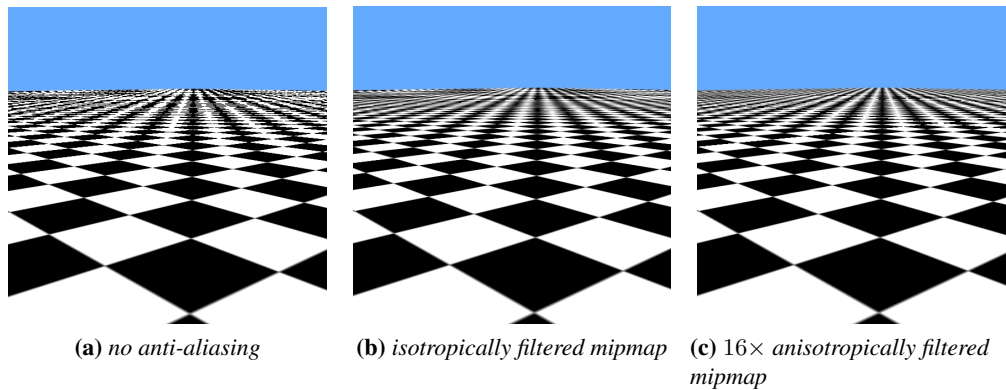 (a) no anti-aliasing
(b) isotropically filtered mipmap
(c) 16× anisotropically filtered
mipmap